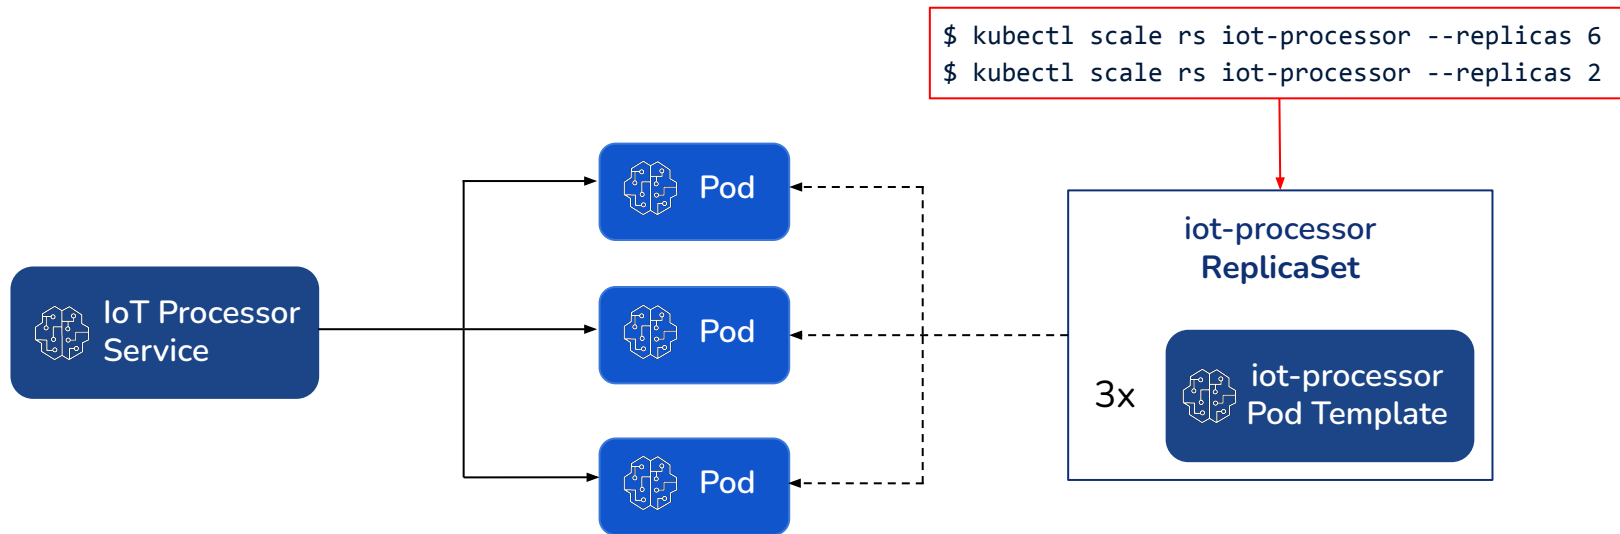 $ kubectl scale rs iot-processor --replicas 6
$ kubectl scale rs iot-processor --replicas 2
Pod
iot-processor
ReplicaSet
IoT Processor
Service
Pod
3x
iot-processor
Pod Template
Pod